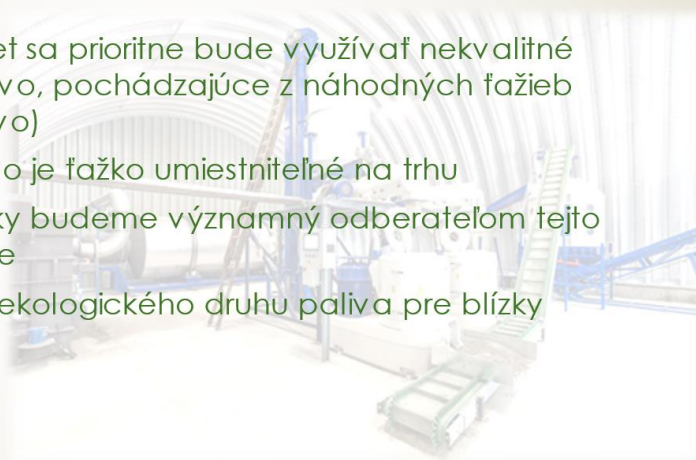 et sa prioritne bude využívať nekvalitné
vo, pochádzajúce z náhodných ťažieb
vo)
o je ťažko umiestniteľné na trhu
ky budeme významný odberateľom tejto
e
ekologického druhu paliva pre blízky